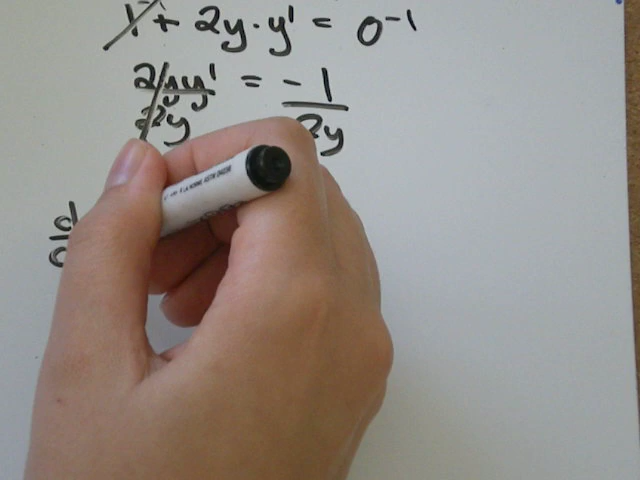 1 + 2y · y' = 0 -1
2yy' = -1
2y 2y
d